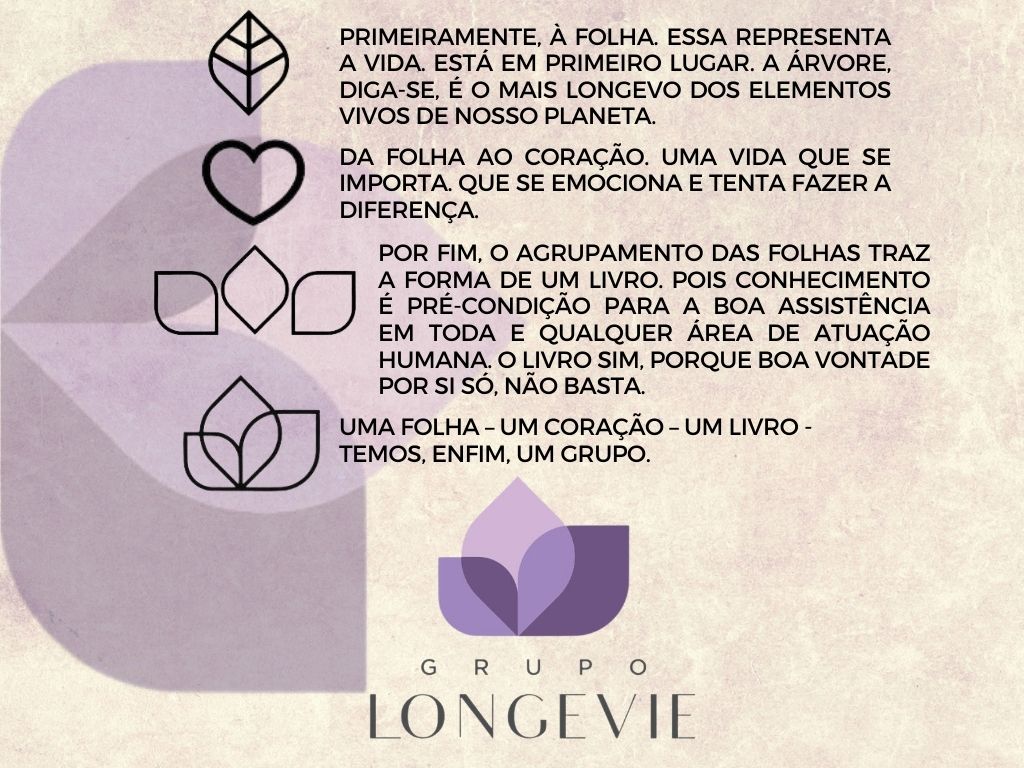 PRIMEIRAMENTE, À FOLHA. ESSA REPRESENTA
A VIDA. ESTÁ EM PRIMEIRO LUGAR. A ÁRVORE,
DIGA-SE, É O MAIS LONGEVO DOS ELEMENTOS
VIVOS DE NOSSO PLANETA.
DA FOLHA AO CORAÇÃO. UMA VIDA QUE SE
IMPORTA. QUE SE EMOCIONA E TENTA FAZER A
DIFERENÇA.
POR FIM, O AGRUPAMENTO DAS FOLHAS TRAZ
A FORMA DE UM LIVRO. POIS CONHECIMENTO
É PRÉ-CONDIÇÃO PARA A BOA ASSISTÊNCIA
EM TODA E QUALQUER ÁREA DE ATUAÇÃO
HUMANA. O LIVRO SIM, PORQUE BOA VONTADE
POR SI SÓ, NÃO BASTA.
UMA FOLHA – UM CORAÇÃO – UM LIVRO -
TEMOS, ENFIM, UM GRUPO.
GRUPO
LONGEVIE